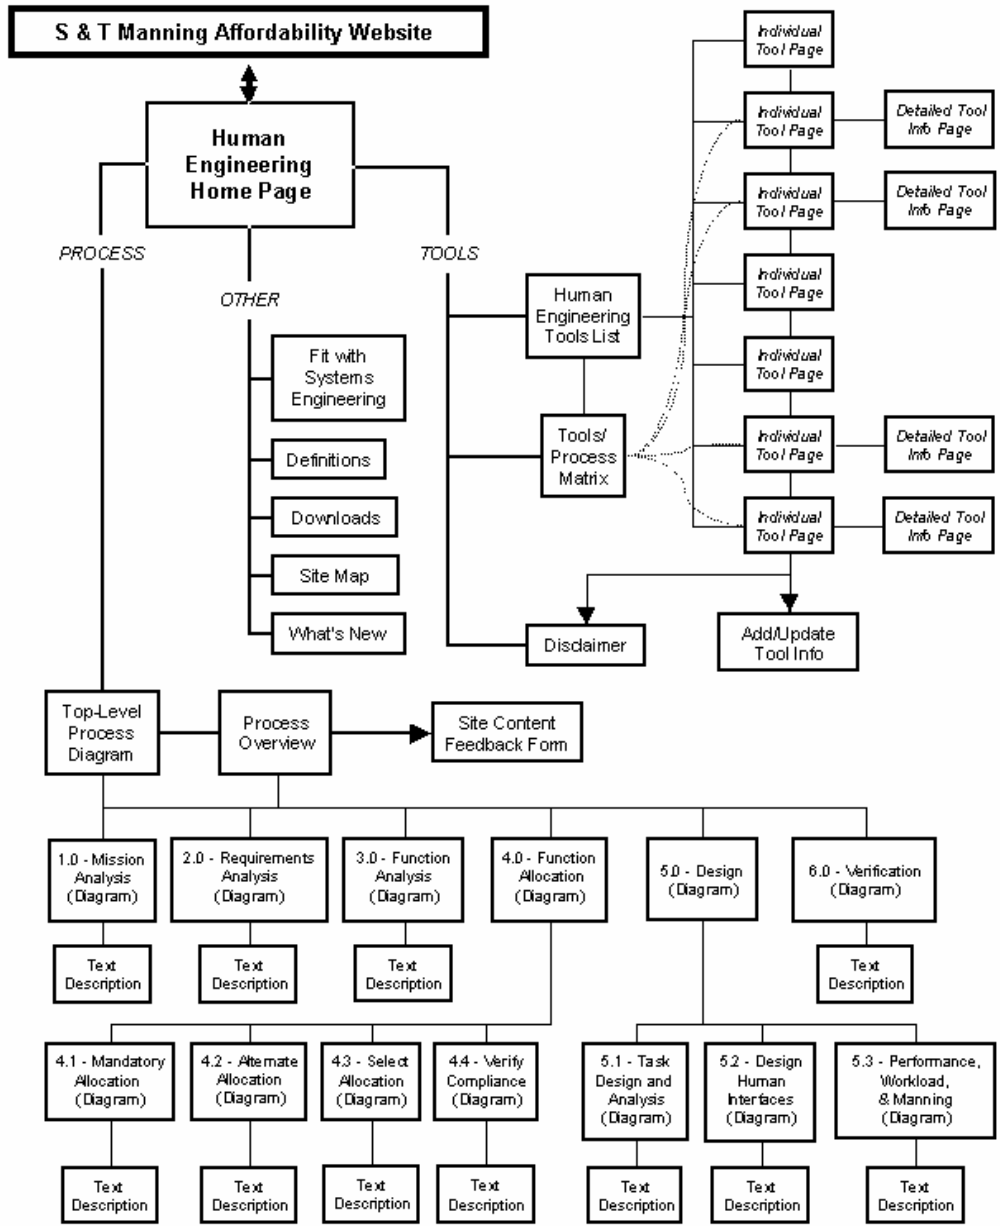 S & T Manning Affordability Website
Human
Engineering
Home Page
PROCESS
OTHER
TOOLS
Fit with
Systems
Engineering
Definitions
Downloads
Site Map
What's New
Human
Engineering
Tools List
Tools/
Process
Matrix
Disclaimer
Add/Update
Tool Info
Individual
Tool Page
Individual
Tool Page
Detailed Tool
Info Page
Individual
Tool Page
Detailed Tool
Info Page
Individual
Tool Page
Individual
Tool Page
Individual
Tool Page
Detailed Tool
Info Page
Individual
Tool Page
Detailed Tool
Info Page
Top-Level
Process
Diagram
Process
Overview
Site Content
Feedback Form
1.0 - Mission
Analysis
(Diagram)
2.0 - Requirements
Analysis
(Diagram)
3.0 - Function
Analysis
(Diagram)
4.0 - Function
Allocation
(Diagram)
5.0 - Design
(Diagram)
6.0 - Verification
(Diagram)
Text
Description
Text
Description
Text
Description
Text
Description
4.1 - Mandatory
Allocation
(Diagram)
4.2 - Alternate
Allocation
(Diagram)
4.3 - Select
Allocation
(Diagram)
4.4 - Verify
Compliance
(Diagram)
5.1 - Task
Design and
Analysis
(Diagram)
5.2 - Design
Human
Interfaces
(Diagram)
5.3 - Performance,
Workload,
& Manning
(Diagram)
Text
Description
Text
Description
Text
Description
Text
Description
Text
Description
Text
Description
Text
Description